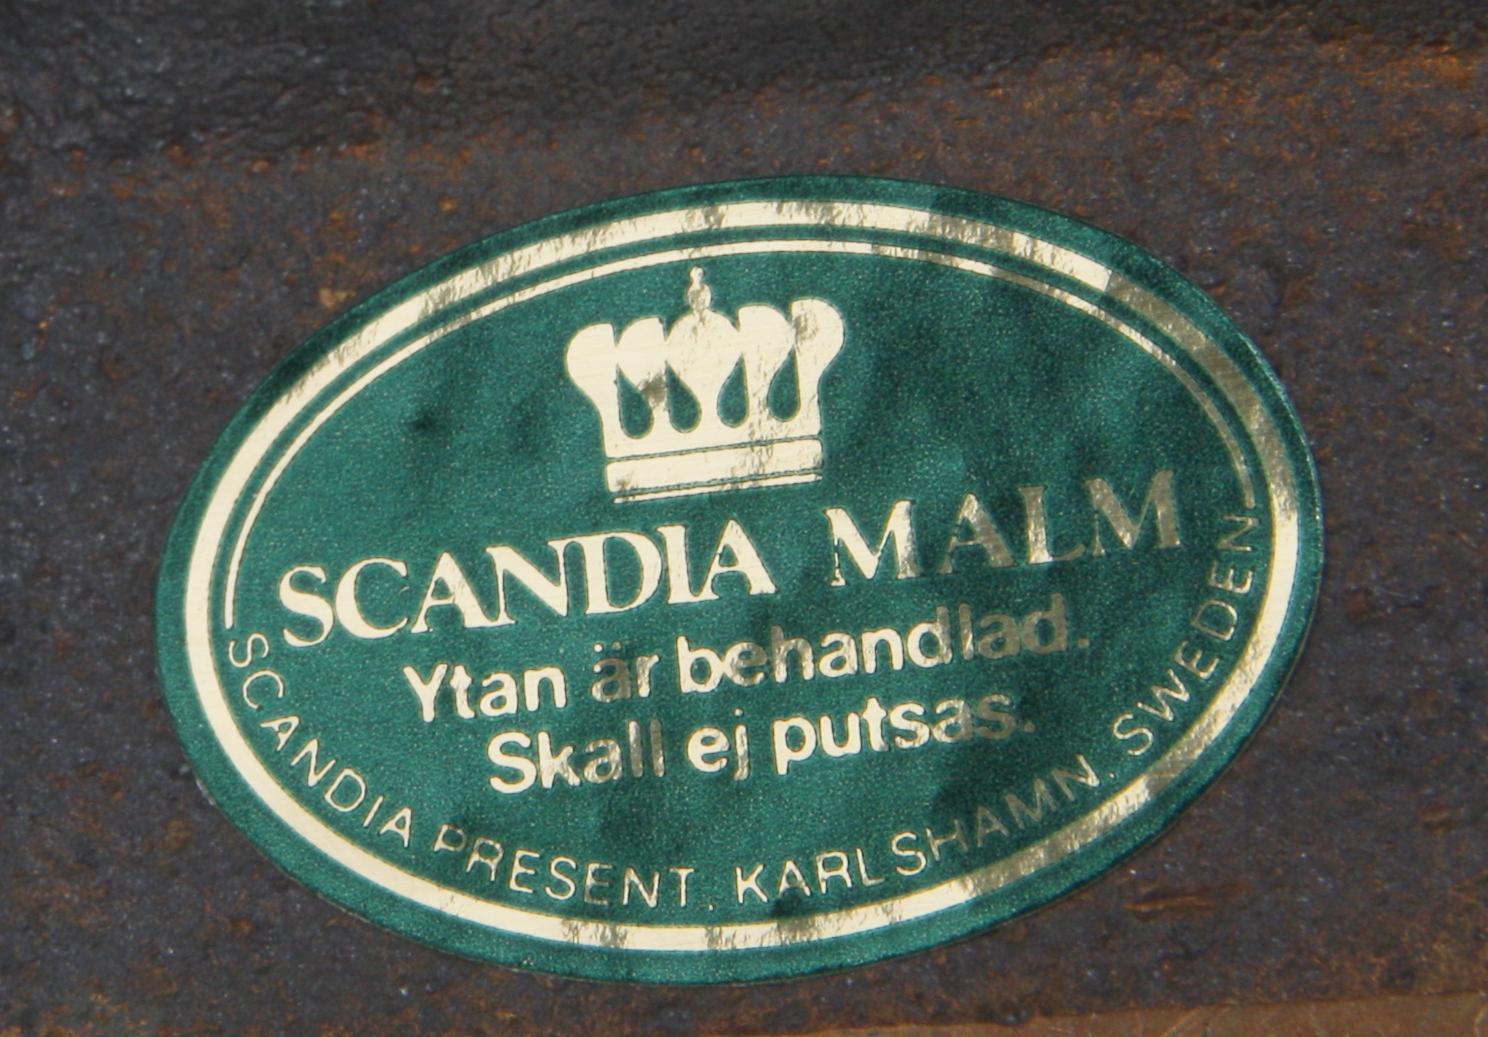 SCANDIA MALM
Ytan är behandlad.
Skall ej putsas.
SCANDIA PRESENT. KARLSHAMN. SWEDEN